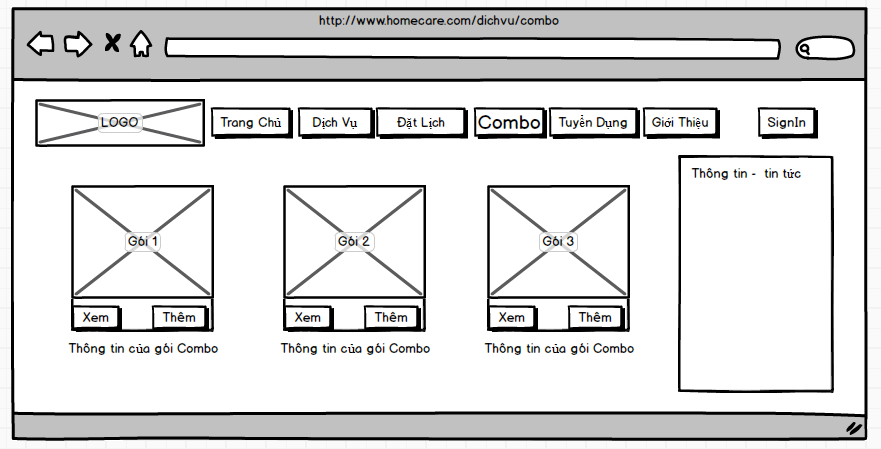 http://www.homecare.com/dichvu/combo
LOGO
Trang Chủ
Dịch Vụ
Đặt Lịch
Combo
Tuyển Dụng
Giới Thiệu
SignIn
Gói 1
Gói 2
Gói 3
Xem
Thêm
Xem
Thêm
Xem
Thêm
Thông tin của gói Combo
Thông tin của gói Combo
Thông tin của gói Combo
Thông tin - tin tức